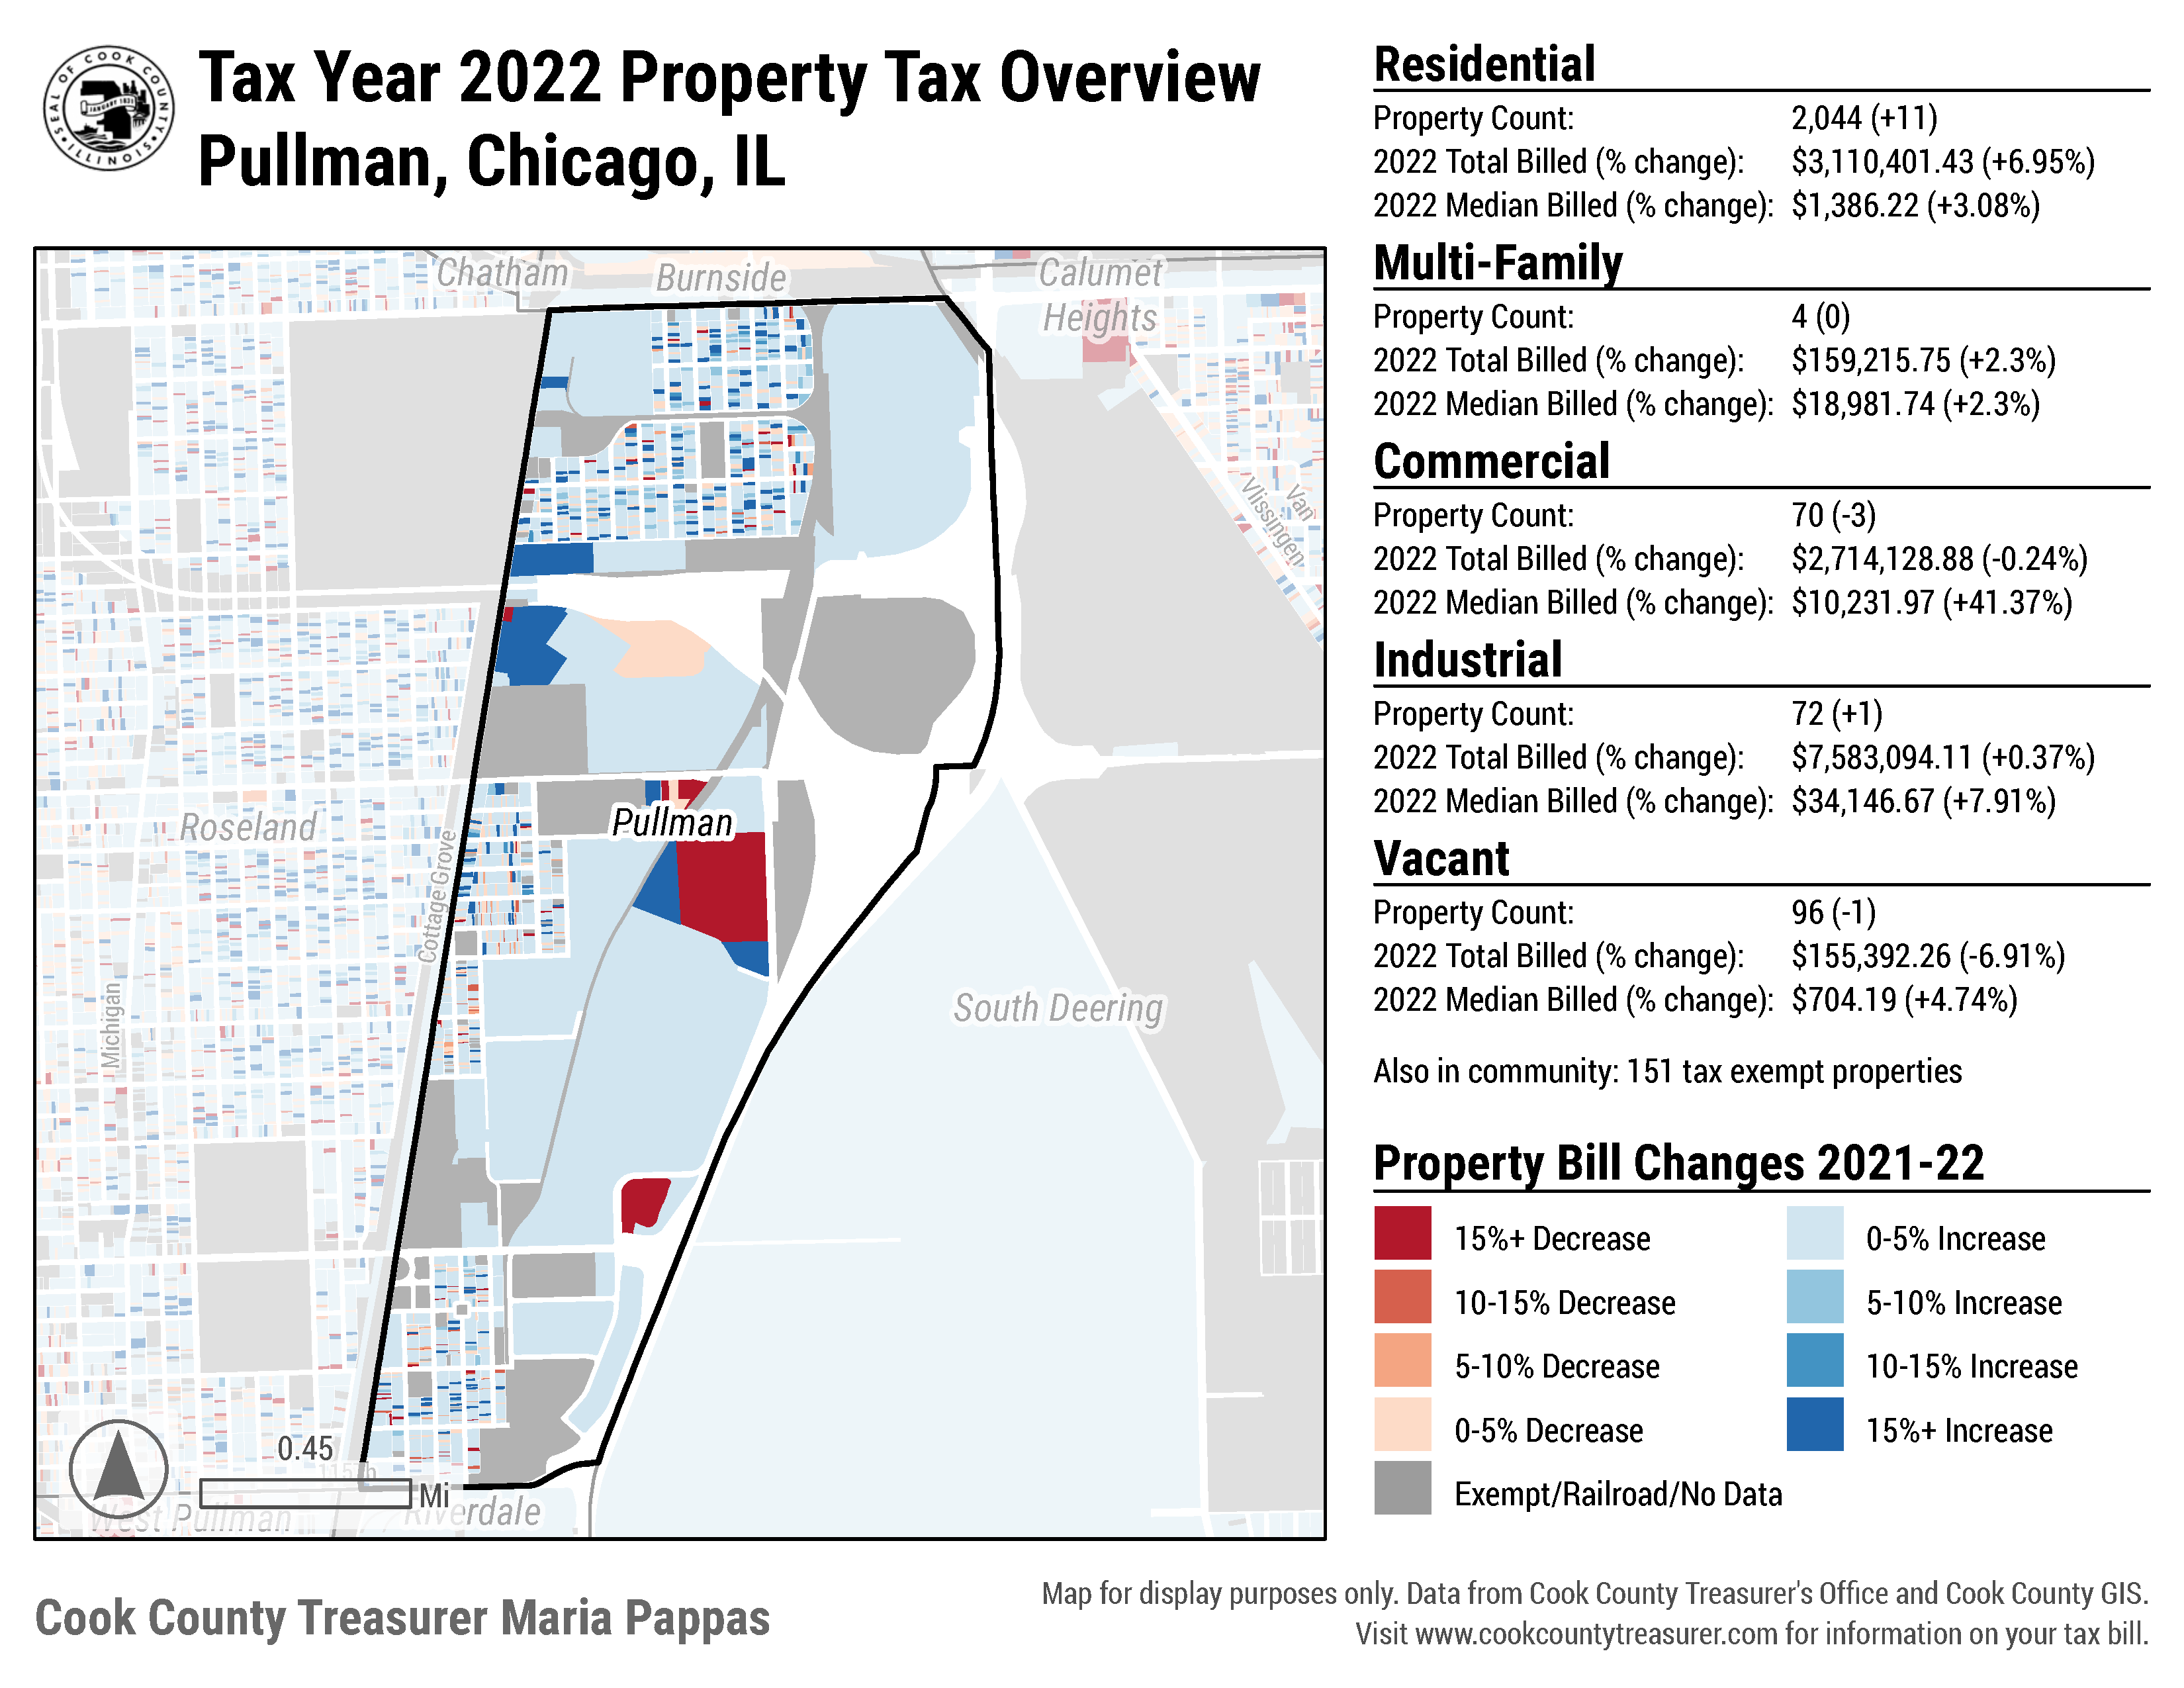 SEAL OF COOK COUNTY
ILLINOIS
JANUARY 1831
Tax Year 2022 Property Tax Overview
Pullman, Chicago, IL
Chatham
Burnside
Calumet
Heights
Van
Vlissingen
Roseland
Pullman
Cottage Grove
Michigan
South Deering
0.45
Mi
115th
West Pullman
Riverdale
Residential
Property Count: 2,044 (+11)
2022 Total Billed (% change): $3,110,401.43 (+6.95%)
2022 Median Billed (% change): $1,386.22 (+3.08%)
Multi-Family
Property Count: 4 (0)
2022 Total Billed (% change): $159,215.75 (+2.3%)
2022 Median Billed (% change): $18,981.74 (+2.3%)
Commercial
Property Count: 70 (-3)
2022 Total Billed (% change): $2,714,128.88 (-0.24%)
2022 Median Billed (% change): $10,231.97 (+41.37%)
Industrial
Property Count: 72 (+1)
2022 Total Billed (% change): $7,583,094.11 (+0.37%)
2022 Median Billed (% change): $34,146.67 (+7.91%)
Vacant
Property Count: 96 (-1)
2022 Total Billed (% change): $155,392.26 (-6.91%)
2022 Median Billed (% change): $704.19 (+4.74%)
Also in community: 151 tax exempt properties
Property Bill Changes 2021-22
15%+ Decrease
10-15% Decrease
5-10% Decrease
0-5% Decrease
Exempt/Railroad/No Data
0-5% Increase
5-10% Increase
10-15% Increase
15%+ Increase
Cook County Treasurer Maria Pappas
Map for display purposes only. Data from Cook County Treasurer's Office and Cook County GIS.
Visit www.cookcountytreasurer.com for information on your tax bill.